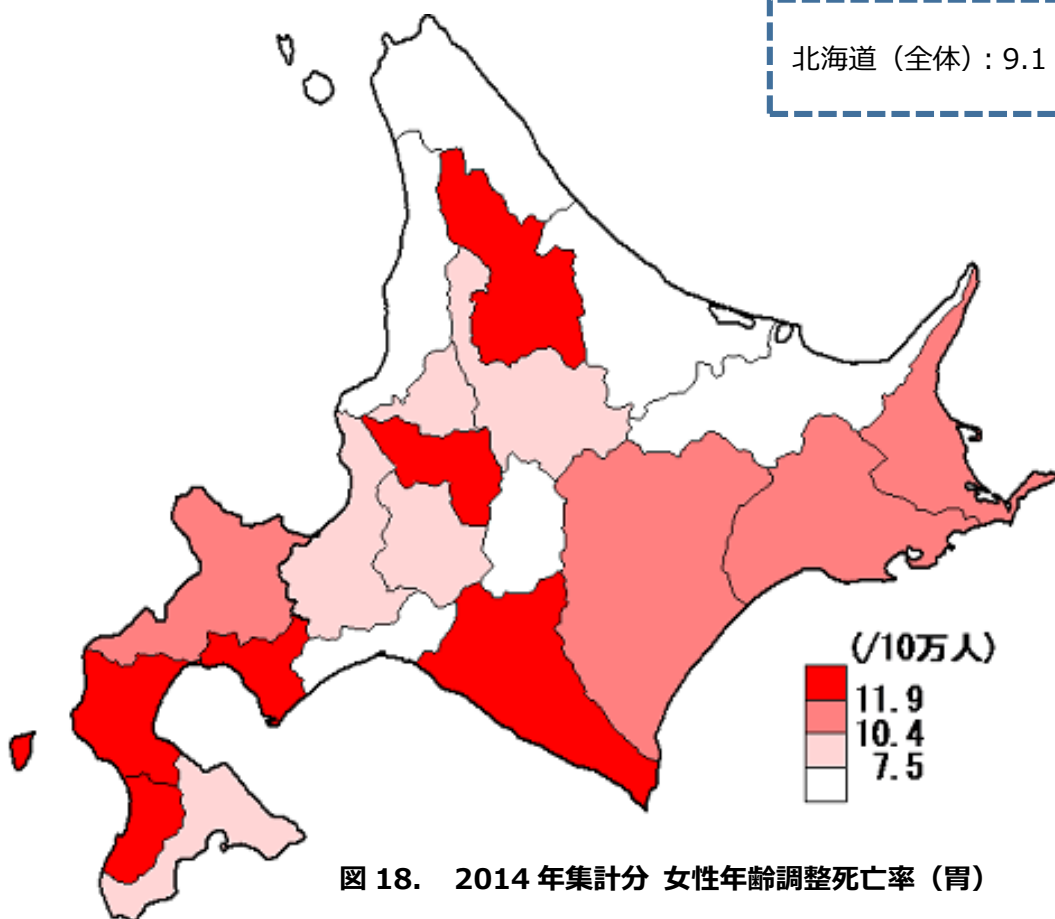 北海道（全体）: 9.1
(/10万人)
11.9
10.4
7.5
図 18. 2014 年集計分 女性年齢調整死亡率（胃）